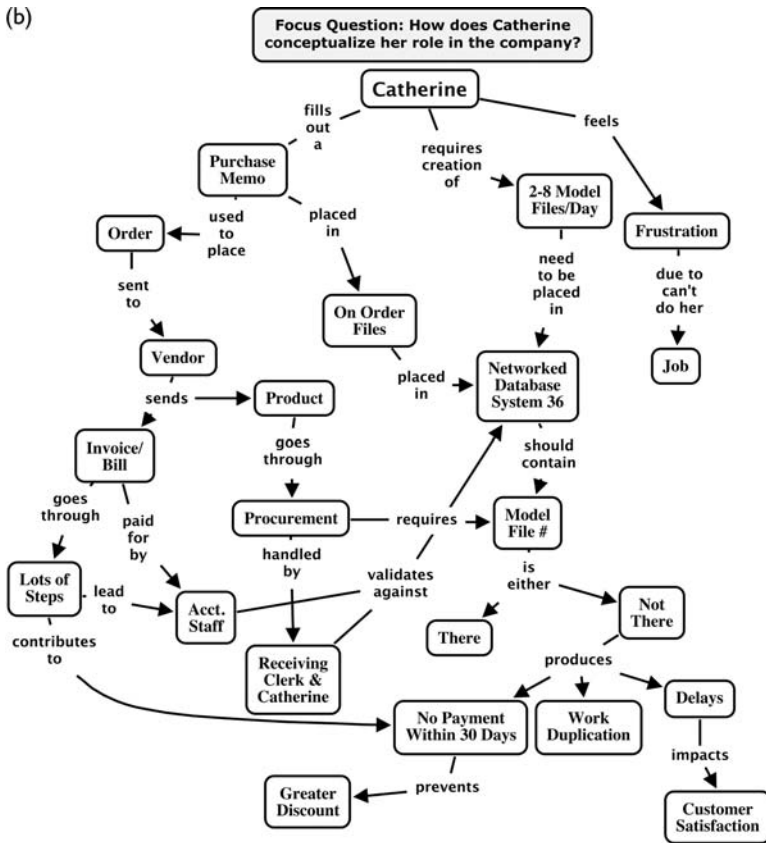 (b)
Focus Question: How does Catherine
conceptualize her role in the company?
Catherine
fills
out
a
requires
creation
of
feels
Purchase
Memo
2-8 Model
Files/Day
Frustration
used
to
place
placed
in
Order
need
to be
placed
in
due to
can't
do her
sent
to
On Order
Files
Vendor
Job
placed
in
Networked
Database
System 36
sends
Product
Invoice/
Bill
goes
through
should
contain
goes
through
paid
for
by
Procurement
requires
Model
File #
handled
by
is
either
Lots of
Steps
lead
to
Acct.
Staff
validates
against
Not
There
There
contributes
to
Receiving
Clerk &
Catherine
produces
No Payment
Within 30 Days
Work
Duplication
Delays
impacts
prevents
Greater
Discount
Customer
Satisfaction